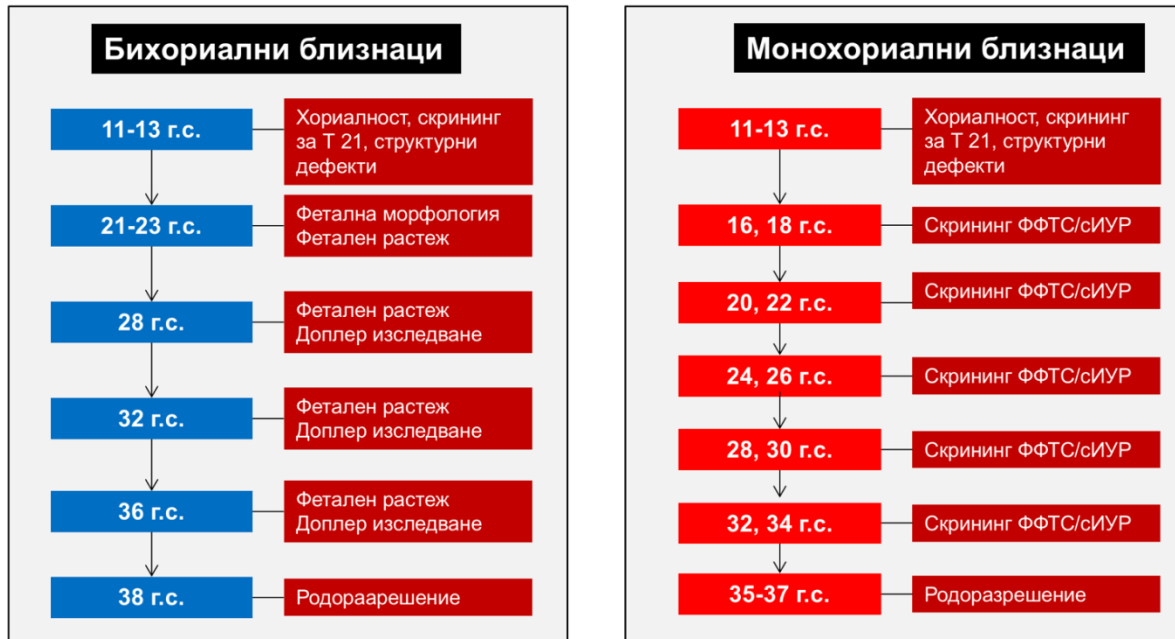 Бихориални близнаци
11-13 г.с.
Хориалност, скрининг
за Т 21, структурни
дефекти
21-23 г.с.
Фетална морфология
Фетален растеж
28 г.с.
Фетален растеж
Доплер изследване
32 г.с.
Фетален растеж
Доплер изследване
36 г.с.
Фетален растеж
Доплер изследване
38 г.с.
Родораарешение
Монохориални близнаци
11-13 г.с.
Хориалност, скрининг
за Т 21, структурни
дефекти
16, 18 г.с.
Скрининг ФФТС/сИУР
20, 22 г.с.
Скрининг ФФТС/сИУР
24, 26 г.с.
Скрининг ФФТС/сИУР
28, 30 г.с.
Скрининг ФФТС/сИУР
32, 34 г.с.
Скрининг ФФТС/сИУР
35-37 г.с.
Родоразрешение